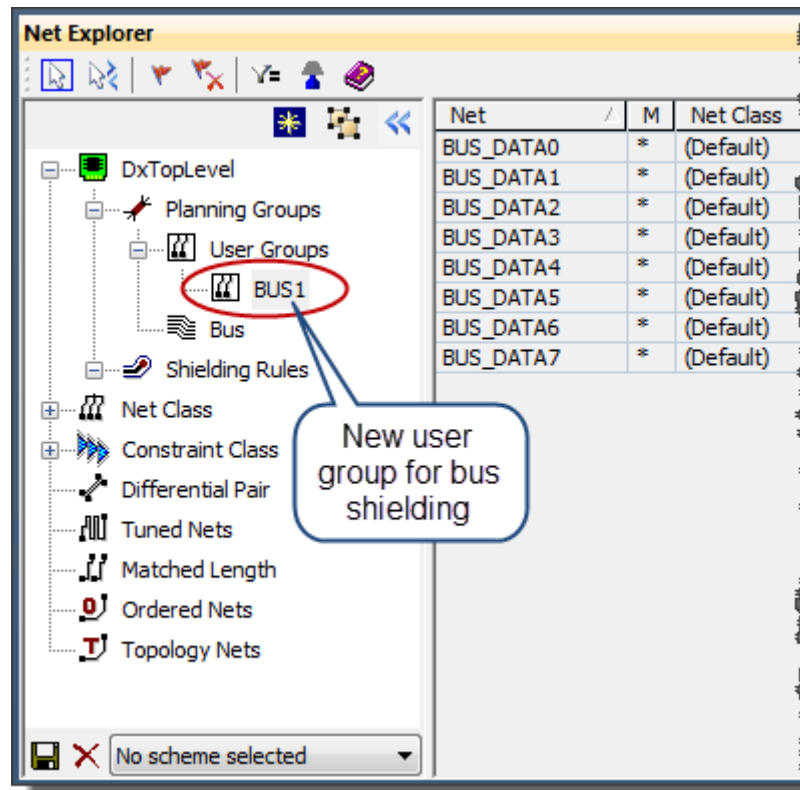 Net Explorer
DxTopLevel
Planning Groups
User Groups
BUS1
Bus
Shielding Rules
Net Class
Constraint Class
Differential Pair
Tuned Nets
Matched Length
Ordered Nets
Topology Nets
No scheme selected
New user
group for bus
shielding
Net M Net Class
BUS_DATA0 * (Default)
BUS_DATA1 * (Default)
BUS_DATA2 * (Default)
BUS_DATA3 * (Default)
BUS_DATA4 * (Default)
BUS_DATA5 * (Default)
BUS_DATA6 * (Default)
BUS_DATA7 * (Default)